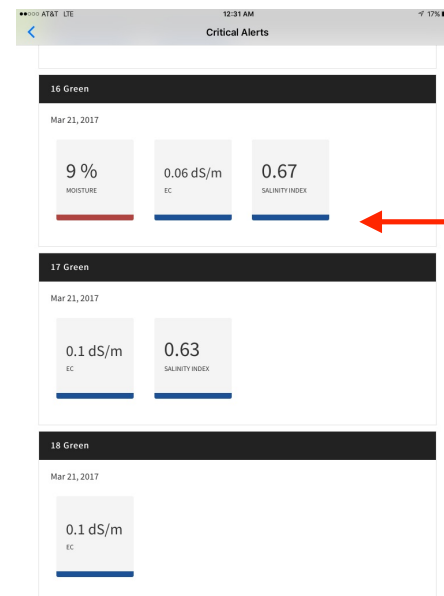 AT&T LTE 12:31 AM 17%
Critical Alerts
16 Green
Mar 21, 2017
9 % 0.06 dS/m 0.67
MOISTURE EC SALINITY INDEX
17 Green
Mar 21, 2017
0.1 dS/m 0.63
EC SALINITY INDEX
18 Green
Mar 21, 2017
0.1 dS/m
EC